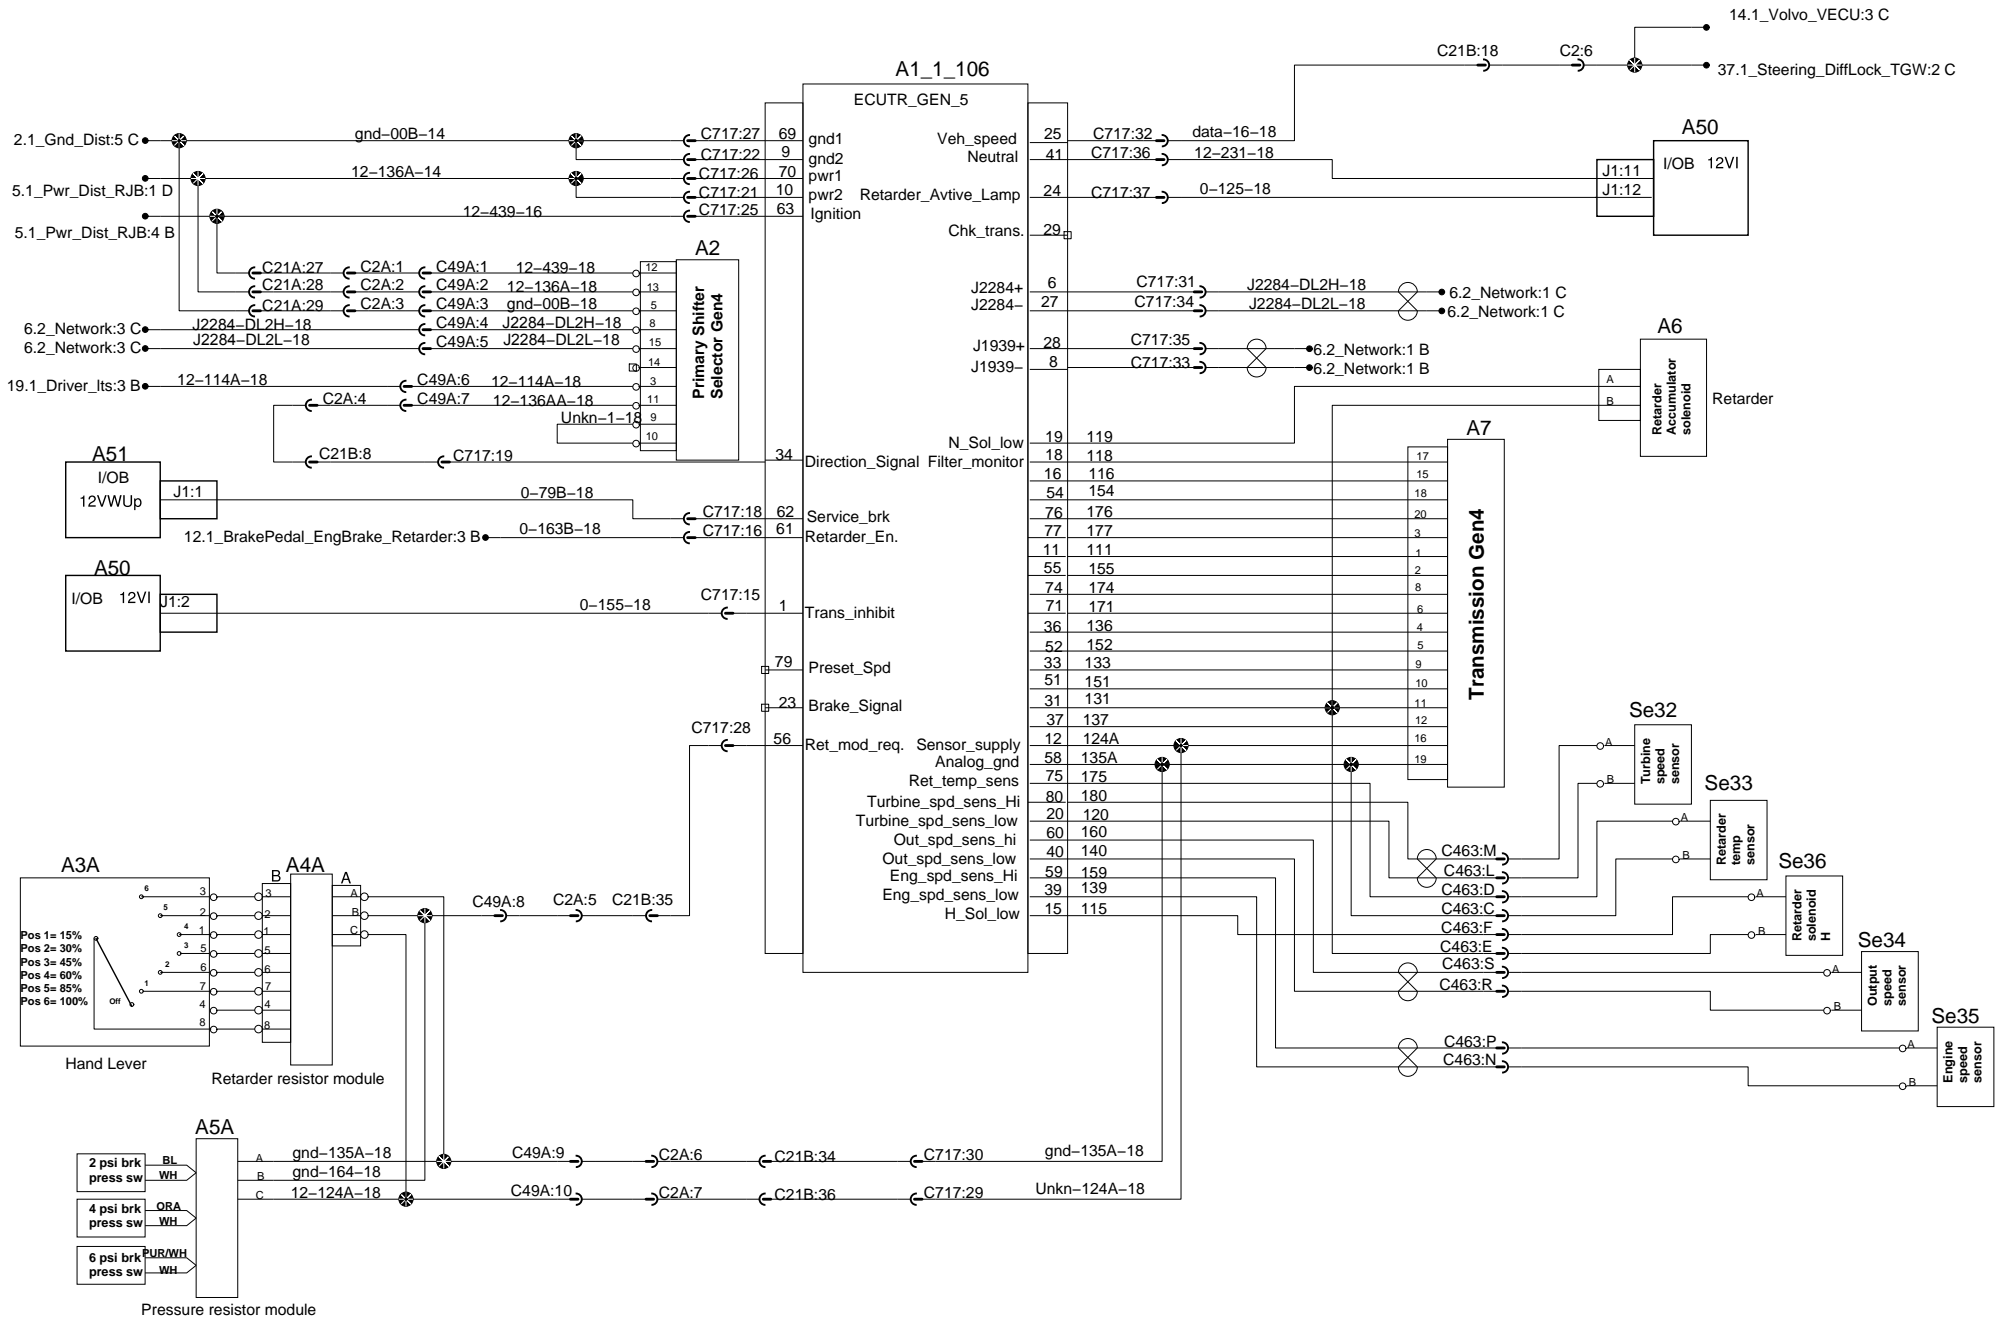 14.1_Volvo_VECU:3 C
C21B:18
C2:6
37.1_Steering_DiffLock_TGW:2 C
A1_1_106
ECUTR_GEN_5
2.1_Gnd_Dist:5 C
gnd-00B-14
C717:27
69
gnd1
C717:22
9
gnd2
5.1_Pwr_Dist_RJB:1 D
12-136A-14
C717:26
70
pwr1
C717:21
10
pwr2
5.1_Pwr_Dist_RJB:4 B
12-439-16
C717:25
63
Ignition
Veh_speed
25
C717:32
data-16-18
Neutral
41
C717:36
12-231-18
Retarder_Avtive_Lamp
24
C717:37
0-125-18
Chk_trans.
29
A50
I/OB
12VI
J1:11
J1:12
J2284+
6
C717:31
J2284-DL2H-18
6.2_Network:1 C
J2284-
27
C717:34
J2284-DL2L-18
6.2_Network:1 C
J1939+
28
C717:35
6.2_Network:1 B
J1939-
8
C717:33
6.2_Network:1 B
A2
Primary Shifter
Selector Gen4
C21A:27
C2A:1
C49A:1
12-439-18
12
C21A:28
C2A:2
C49A:2
12-136A-18
13
C21A:29
C2A:3
C49A:3
gnd-00B-18
5
6.2_Network:3 C
J2284-DL2H-18
C49A:4
J2284-DL2H-18
8
6.2_Network:3 C
J2284-DL2L-18
C49A:5
J2284-DL2L-18
15
14
19.1_Driver_Its:3 B
12-114A-18
C49A:6
12-114A-18
3
C2A:4
C49A:7
12-136AA-18
11
Unkn-1-18
9
10
C21B:8
C717:19
34
Direction_Signal
A51
I/OB
12VWUp
J1:1
0-79B-18
C717:18
62
Service_brk
12.1_BrakePedal_EngBrake_Retarder:3 B
0-163B-18
C717:16
61
Retarder_En.
A50
I/OB
12VI
J1:2
0-155-18
C717:15
1
Trans_inhibit
79
Preset_Spd
23
Brake_Signal
C717:28
56
Ret_mod_req.
A6
A
B
Retarder
Accumulator
solenoid
Retarder
A7
Transmission Gen4
N_Sol_low
19
119
Filter_monitor
18
118
17
16
116
15
54
154
18
76
176
20
77
177
3
11
111
1
55
155
2
74
174
8
71
171
6
36
136
4
52
152
5
33
133
9
51
151
10
31
131
11
37
137
12
Sensor_supply
12
124A
16
Analog_gnd
58
135A
19
Ret_temp_sens
75
175
Turbine_spd_sens_Hi
80
180
Turbine_spd_sens_low
20
120
Out_spd_sens_hi
60
160
Out_spd_sens_low
40
140
Eng_spd_sens_Hi
59
159
Eng_spd_sens_low
39
139
H_Sol_low
15
115
Se32
A
B
Turbine
speed
sensor
Se33
A
B
Retarder
temp
sensor
Se36
A
B
Retarder
solenoid
H
Se34
A
B
Output
speed
sensor
Se35
A
B
Engine
speed
sensor
C463:M
C463:L
C463:D
C463:C
C463:F
C463:E
C463:S
C463:R
C463:P
C463:N
A3A
6
5
4
3
2
1
Off
3
2
1
5
6
7
4
8
Pos 1= 15%
Pos 2= 30%
Pos 3= 45%
Pos 4= 60%
Pos 5= 85%
Pos 6= 100%
Hand Lever
A4A
B
3
2
1
5
6
7
4
8
A
A
B
C
Retarder resistor module
C49A:8
C2A:5
C21B:35
A5A
2 psi brk
press sw
BL
WH
4 psi brk
press sw
ORA
WH
6 psi brk
press sw
PUR/WH
WH
Pressure resistor module
A
gnd-135A-18
C49A:9
C2A:6
C21B:34
C717:30
gnd-135A-18
B
gnd-164-18
C
12-124A-18
C49A:10
C2A:7
C21B:36
C717:29
Unkn-124A-18